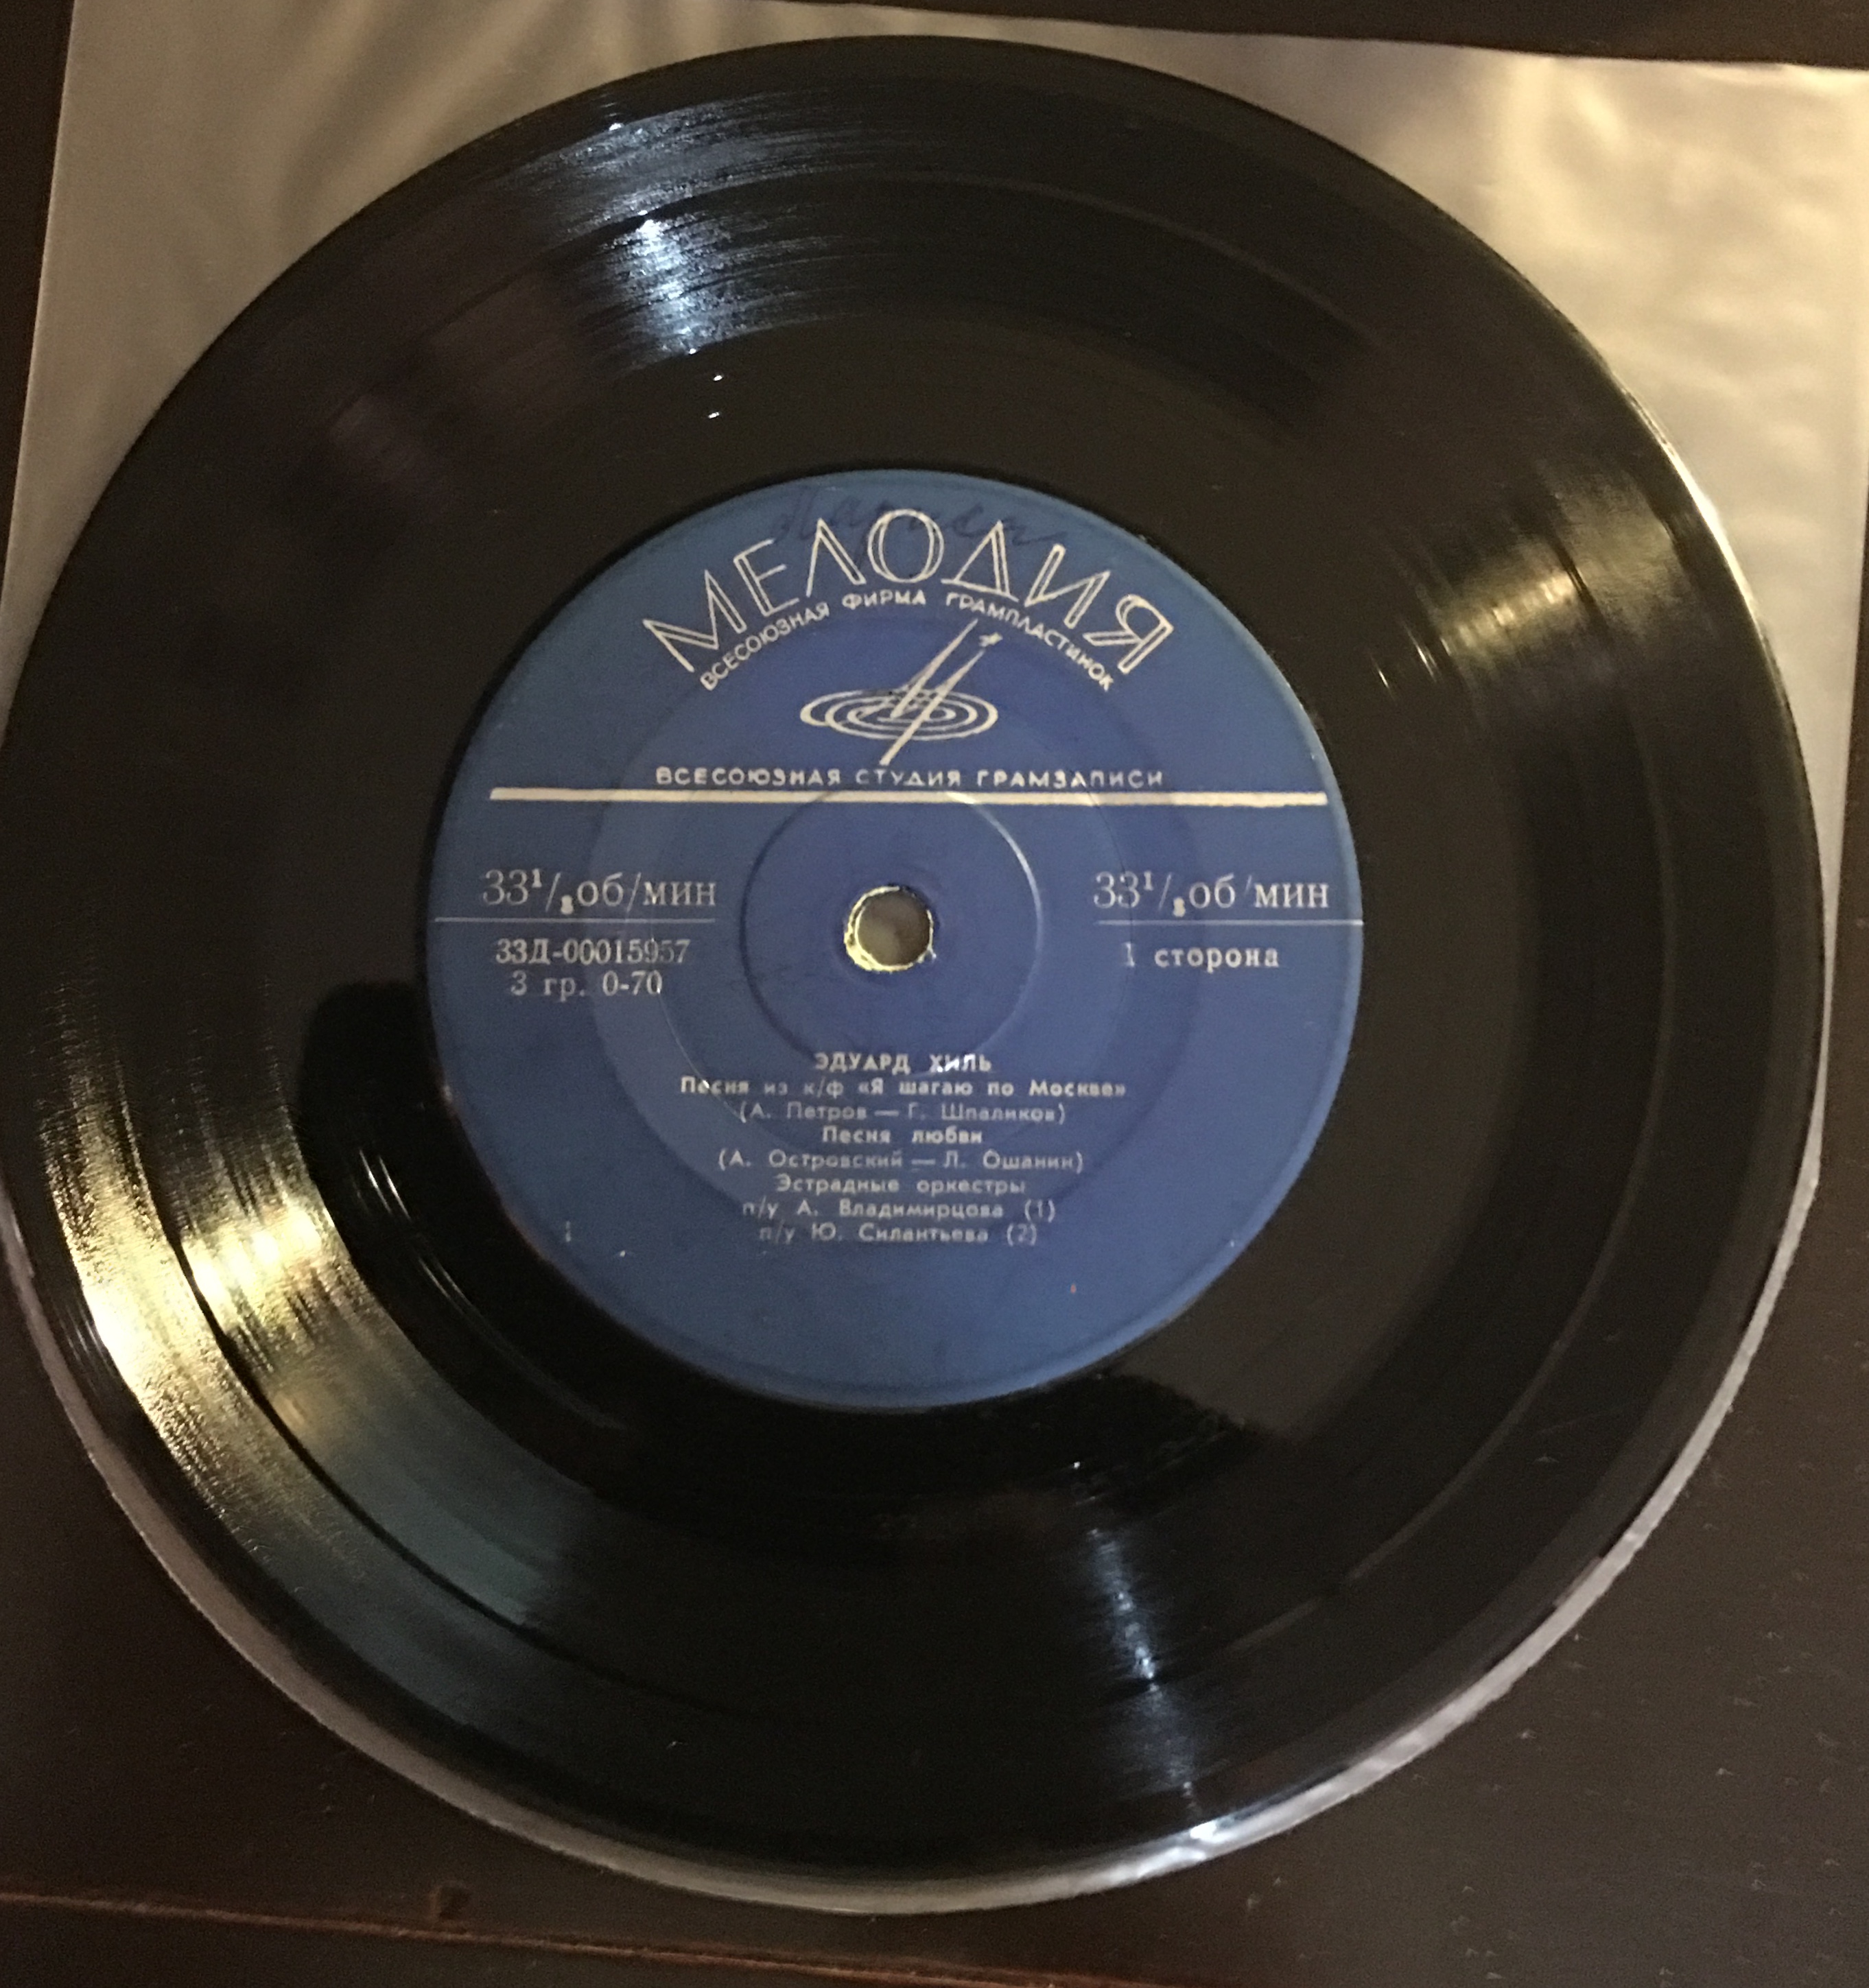 МЕЛОДИЯ
ВСЕСОЮЗНАЯ ФИРМА ГРАМПЛАСТИНОК
ВСЕСОЮЗНАЯ СТУДИЯ ГРАМЗАПИСИ
33¹/₃об/мин
33¹/₃об/мин
33Д-00015957
1 сторона
3 гр. 0-70
ЭДУАРД ХИЛЬ
Песня из к/ф «Я шагаю по Москве»
(А. Петров — Г. Шпаликов)
Песня любви
(А. Островский — Л. Ошанин)
Эстрадные оркестры
п/у А. Владимирцова (1)
п/у Ю. Силантьева (2)